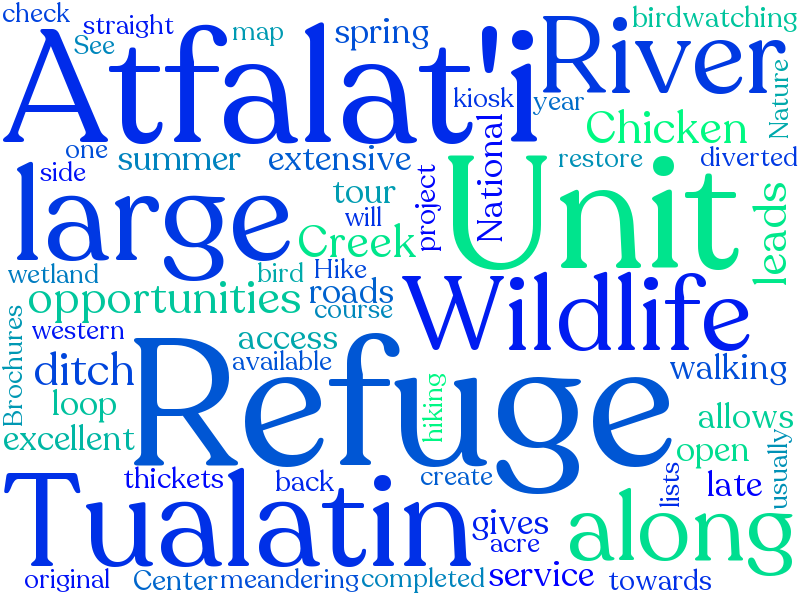 check
straight
See
map
spring
River
birdwatching
Atfalat'i
kiosk
year
Nature
Chicken
National
one
summer
extensive
restore
diverted
side
large
tour
will
project
Unit
leads
Creek
wetland
bird
Hike
opportunities
roads
course
Wildlife
Brochures
western
access
available
ditch
Refuge
walking
loop
hiking
allows
excellent
open
usually
thickets
back
create
lists
late
Tualatin
gives
acre
along
original
Center
meandering
completed
service
towards